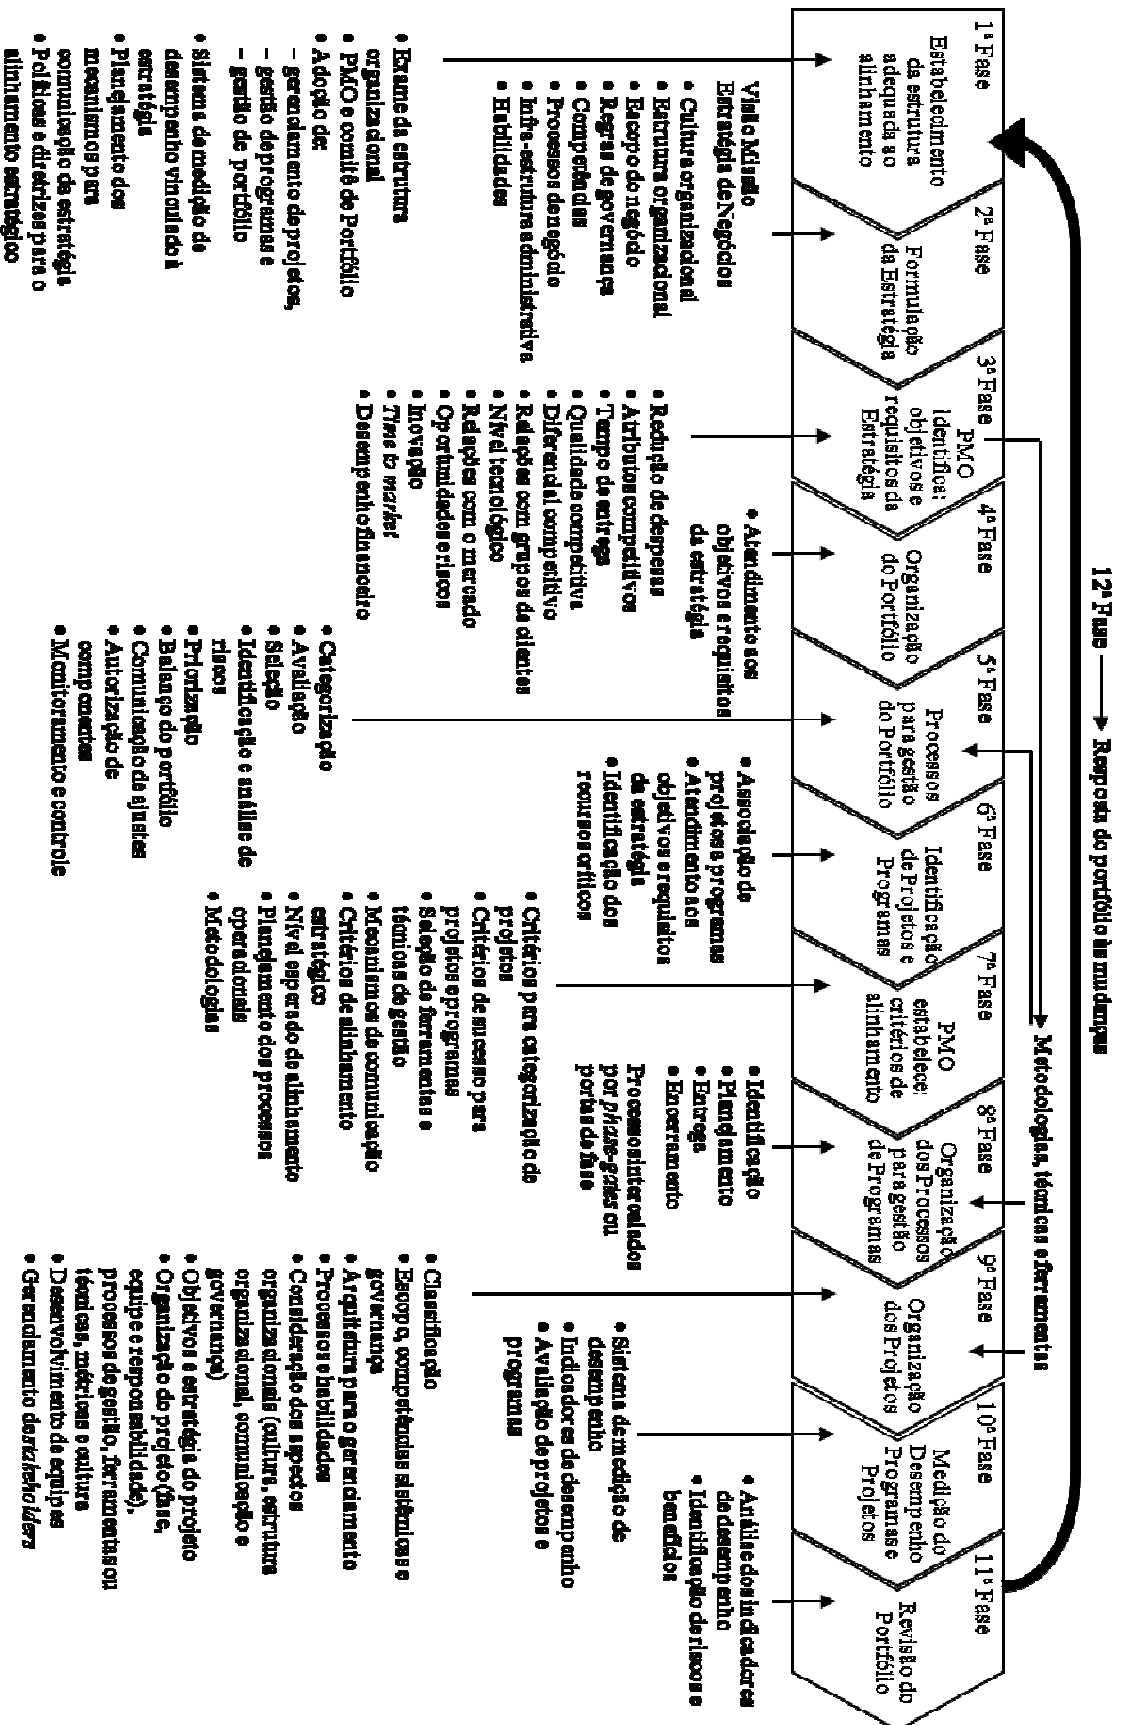 12ª Fase
Resposta do portfólio às mudanças
Metodologias, técnicas e ferramentas
1ª Fase
Estabelecimento
da estrutura
adequada ao
alinhamento
2ª Fase
Formulação
da Estratégia
3ª Fase
PMO
identifica:
objetivos e
requisitos da
Estratégia
4ª Fase
Organização
do Portfólio
5ª Fase
Processos
para gestão
do Portfólio
6ª Fase
Identificação
de Projetos e
Programas
7ª Fase
PMO
estabelece:
critérios de
alinhamento
8ª Fase
Organização
dos Processos
para gestão
de Programas
9ª Fase
Organização
dos Projetos
10ª Fase
Medição do
Desempenho
Programas e
Projetos
11ª Fase
Revisão do
Portfólio
• Exame da estrutura
organizacional
• PMO e comitê de Portfólio
• Adoção de:
– gerenciamento de projetos,
– gestão de programas e
– gestão de portfólio
• Sistema de medição de
desempenho vinculado à
estratégia
• Planejamento dos
mecanismos para
comunicação da estratégia
• Políticas e diretrizes para o
alinhamento estratégico
Visão Missão
Estratégia de Negócios
• Cultura organizacional
• Estrutura organizacional
• Escopo do negócio
• Regras de governança
• Competências
• Processos de negócio
• Infra-estrutura administrativa
• Habilidades
• Redução de despesas
• Atributos competitivos
• Tempo de entrega
• Qualidade competitiva
• Diferencial competitivo
• Relações com grupos de clientes
• Nível tecnológico
• Relações com o mercado
• Oportunidades e riscos
• Inovação
• Time to market
• Desempenho financeiro
• Atendimento aos
objetivos e requisitos
da estratégia
• Categorização
• Avaliação
• Seleção
• Identificação e análise de
riscos
• Priorização
• Balanço do portfólio
• Comunicação de ajustes
• Autorização de
componentes
• Monitoramento e controle
• Associação de
projetos a programas
• Atendimento aos
objetivos e requisitos
da estratégia
• Identificação dos
recursos críticos
• Critérios para categorização de
projetos
• Critérios de sucesso para
projetos e programas
• Seleção de ferramentas e
técnicas de gestão
• Mecanismos de comunicação
• Critérios de alinhamento
estratégico
• Nível esperado de alinhamento
• Planejamento dos processos
operacionais
• Metodologias
• Identificação
• Planejamento
• Entrega
• Encerramento
Processos intercalados
por phase-gates ou
portas de fase
• Classificação
• Escopo, competências sistêmicas e
governança
• Arquitetura para o gerenciamento
• Processos e habilidades
• Consideração dos aspectos
organizacionais (cultura, estrutura
organizacional, comunicação e
governança)
• Objetivos e estratégia do projeto
• Organização do projeto (fase,
equipe e responsabilidade),
processos de gestão, ferramentas ou
técnicas, métricas e cultura
• Desenvolvimento de equipes
• Gerenciamento de stakeholders
• Sistema de medição de
desempenho
• Indicadores de desempenho
• Avaliação de projetos e
programas
• Análise dos indicadores
de desempenho
• Identificação de riscos e
benefícios